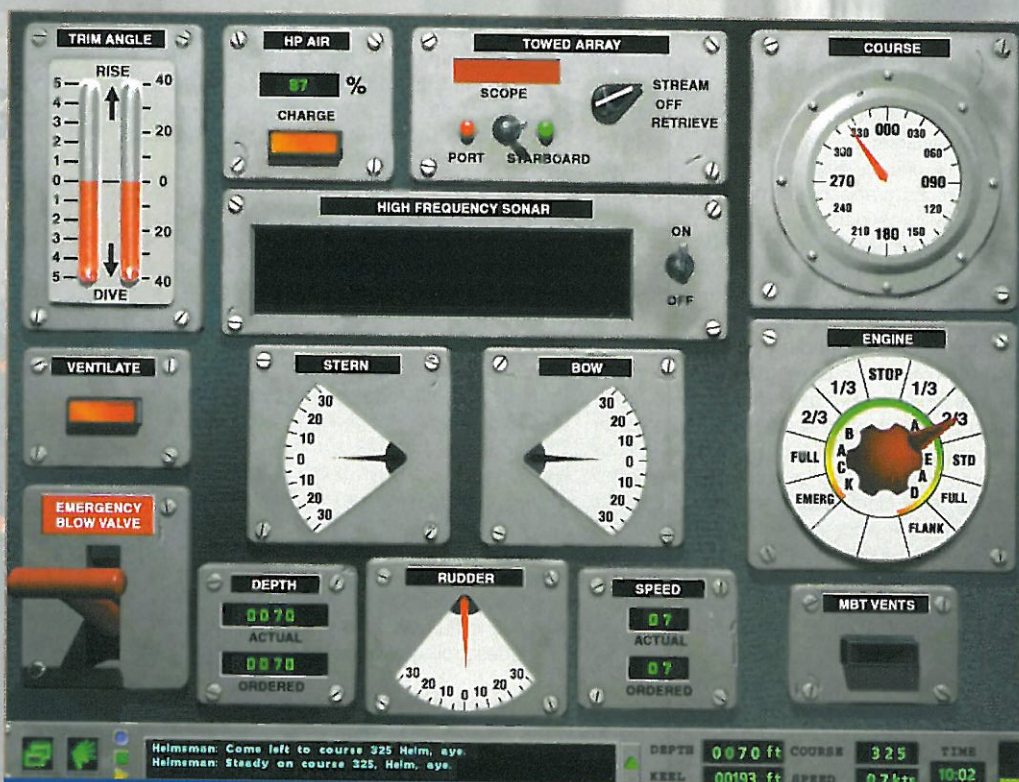 TRIM ANGLE
RISE
5 40
4
3 20
2
1
0 0
1
2
3 20
4
5 40
DIVE
HP AIR
87 %
CHARGE
TOWED ARRAY
SCOPE
PORT STARBOARD
STREAM
OFF
RETRIEVE
COURSE
330 000 030
300 060
270 090
240 120
210 180 150
HIGH FREQUENCY SONAR
ON
OFF
VENTILATE
STERN
30
20
10
0
10
20
30
BOW
30
20
10
0
10
20
30
ENGINE
STOP
1/3 1/3
2/3 2/3
FULL STD
EMERG FULL
FLANK
BACK
AHEAD
EMERGENCY
BLOW VALVE
DEPTH
0070
ACTUAL
0070
ORDERED
RUDDER
30 20 10 0 10 20 30
SPEED
07
ACTUAL
07
ORDERED
MBT VENTS
Helmsman: Come left to course 325 Helm, aye.
Helmsman: Steady on course 325, Helm, aye.
DEPTH 0070 ft COURSE 325 TIME
KEEL 00193 ft SPEED 07kts 10:02